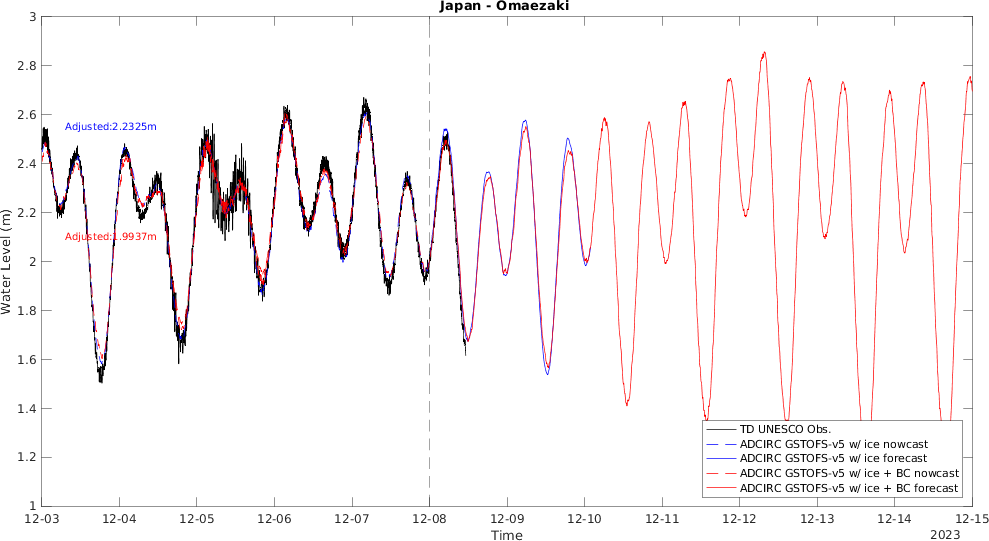 Japan - Omaezaki
3
2.8
2.6
2.4
2.2
2
1.8
1.6
1.4
1.2
1
Water Level (m)
Adjusted:2.2325m
Adjusted:1.9937m
TD UNESCO Obs.
ADCIRC GSTOFS-v5 w/ ice nowcast
ADCIRC GSTOFS-v5 w/ ice forecast
ADCIRC GSTOFS-v5 w/ ice + BC nowcast
ADCIRC GSTOFS-v5 w/ ice + BC forecast
12-03 12-04 12-05 12-06 12-07 12-08 12-09 12-10 12-11 12-12 12-13 12-14 12-15
Time
2023